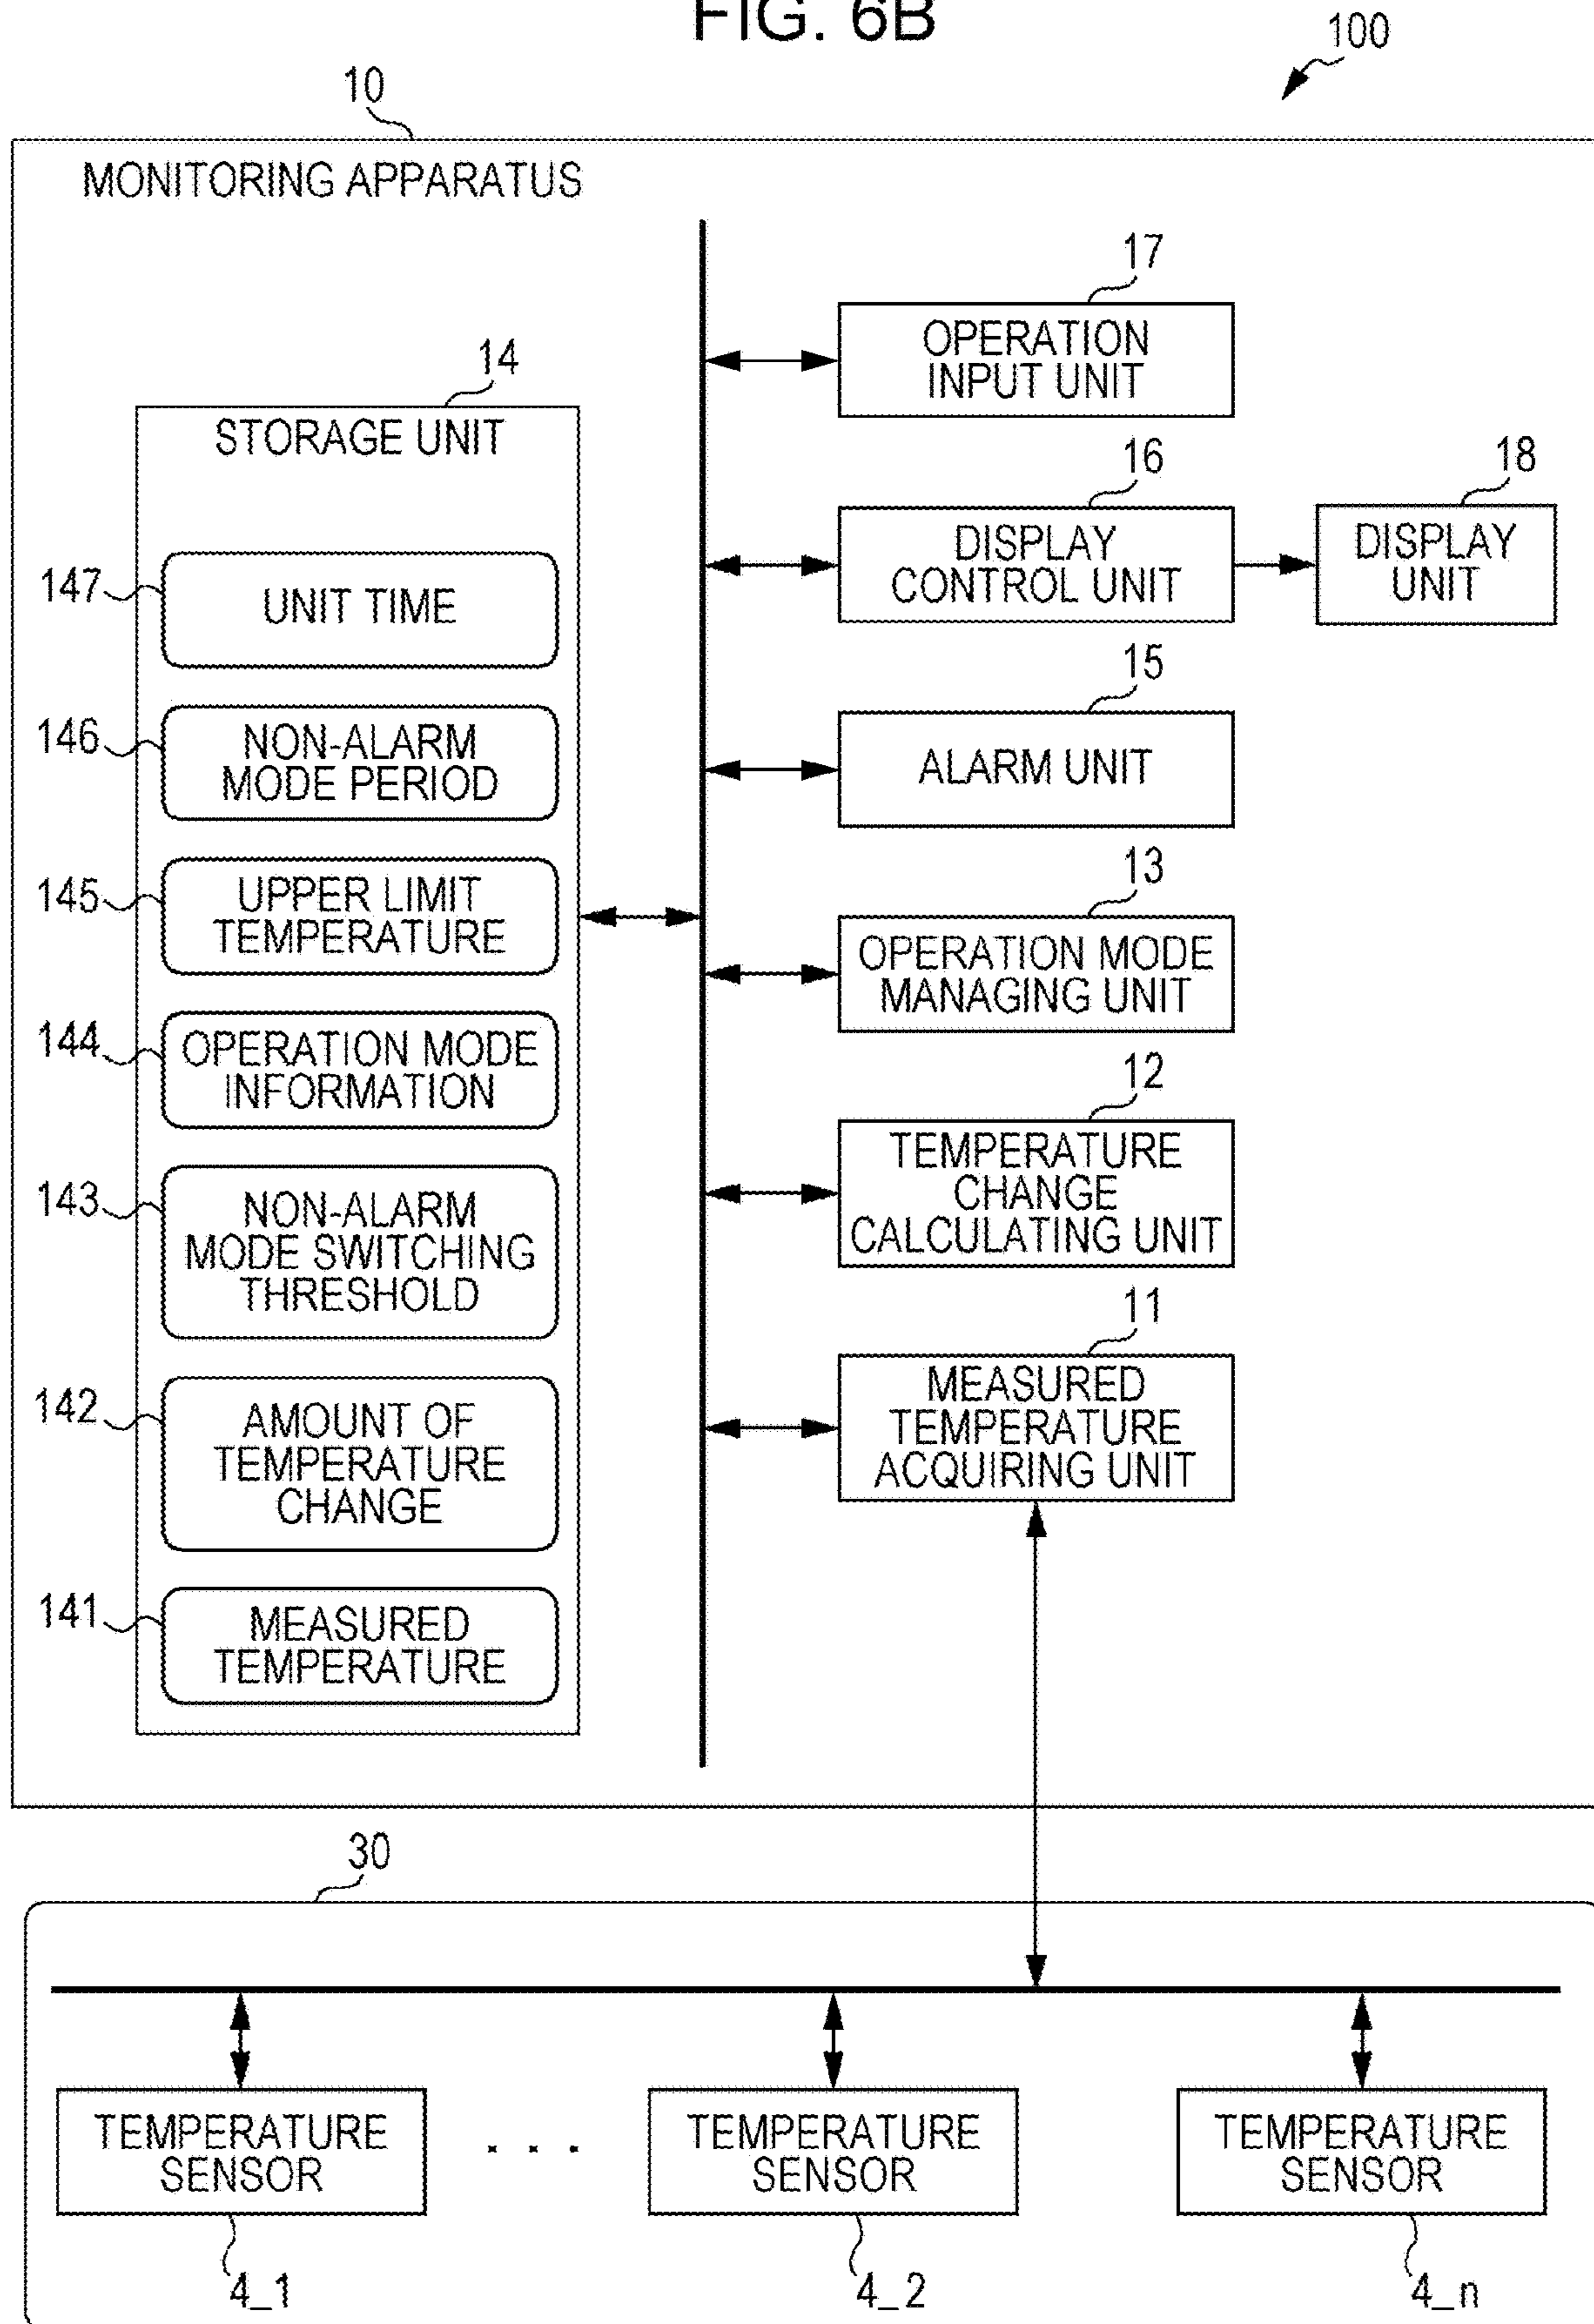 FIG. 6B
100
10
MONITORING APPARATUS
14
STORAGE UNIT
147
UNIT TIME
146
NON-ALARM
MODE PERIOD
145
UPPER LIMIT
TEMPERATURE
144
OPERATION MODE
INFORMATION
143
NON-ALARM
MODE SWITCHING
THRESHOLD
142
AMOUNT OF
TEMPERATURE
CHANGE
141
MEASURED
TEMPERATURE
17
OPERATION
INPUT UNIT
16
DISPLAY
CONTROL UNIT
18
DISPLAY
UNIT
15
ALARM UNIT
13
OPERATION MODE
MANAGING UNIT
12
TEMPERATURE
CHANGE
CALCULATING UNIT
11
MEASURED
TEMPERATURE
ACQUIRING UNIT
30
TEMPERATURE
SENSOR
4_1
. . .
TEMPERATURE
SENSOR
4_2
TEMPERATURE
SENSOR
4_n